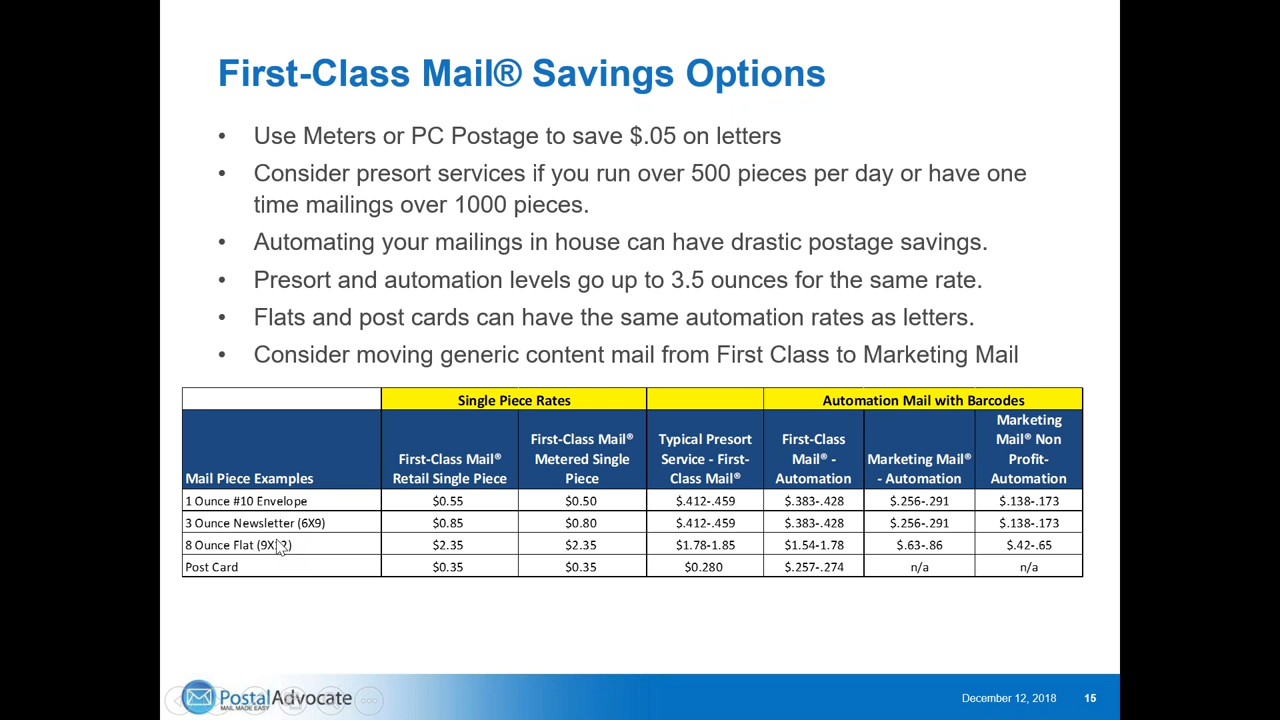 First-Class Mail® Savings Options
• Use Meters or PC Postage to save $.05 on letters
• Consider presort services if you run over 500 pieces per day or have one
time mailings over 1000 pieces.
• Automating your mailings in house can have drastic postage savings.
• Presort and automation levels go up to 3.5 ounces for the same rate.
• Flats and post cards can have the same automation rates as letters.
• Consider moving generic content mail from First Class to Marketing Mail
Single Piece Rates Automation Mail with Barcodes
Mail Piece Examples
First-Class Mail®
Retail Single Piece
First-Class Mail®
Metered Single
Piece
Typical Presort
Service - First-
Class Mail®
First-Class
Mail® -
Automation
Marketing Mail®
- Automation
Marketing
Mail® Non
Profit-
Automation
1 Ounce #10 Envelope $0.55 $0.50 $.412-.459 $.383-.428 $.256-.291 $.138-.173
3 Ounce Newsletter (6X9) $0.85 $0.80 $.412-.459 $.383-.428 $.256-.291 $.138-.173
8 Ounce Flat $2.35 $2.35 $1.78-1.85 $1.54-1.78 $.63-.86 $.42-.65
Post Card $0.35 $0.35 $0.280 $.257-.274 n/a n/a
PostalAdvocate
MAIL MADE EASY
December 12, 2018 15